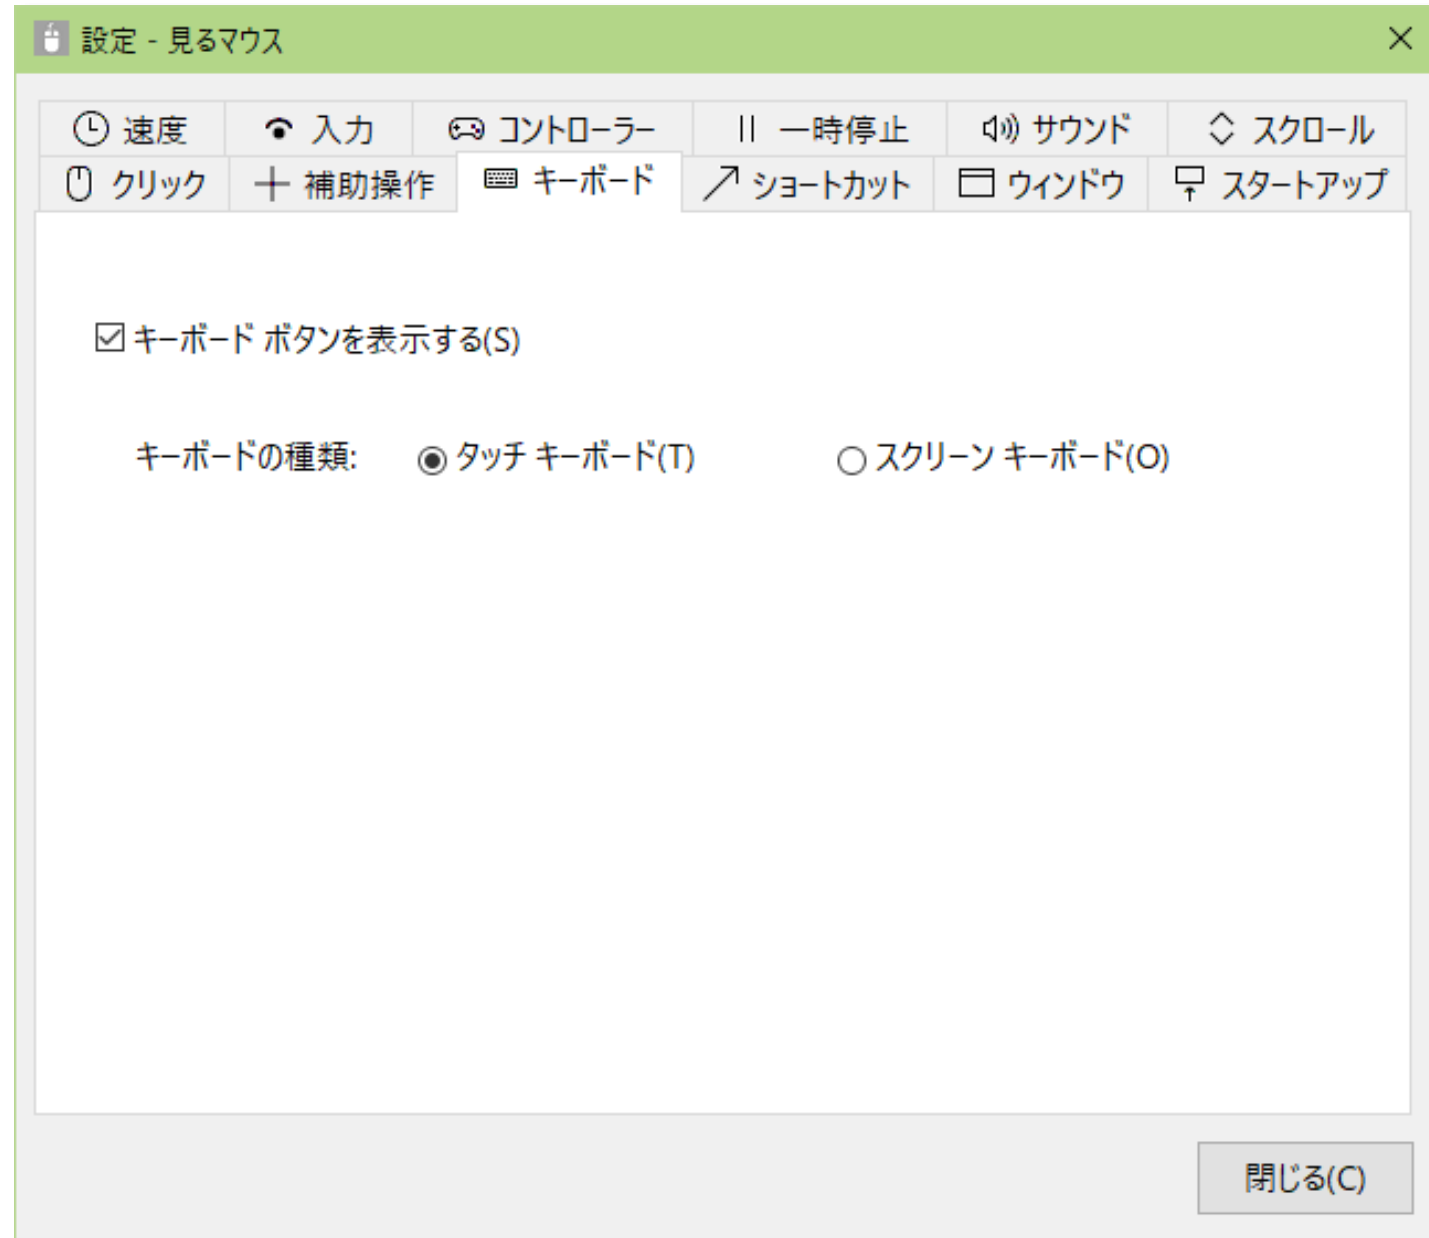 設定 - 見るマウス
速度 入力 コントローラー 一時停止 サウンド スクロール
クリック 補助操作 キーボード ショートカット ウィンドウ スタートアップ
キーボード ボタンを表示する(S)
キーボードの種類: タッチ キーボード(T) スクリーン キーボード(O)
閉じる(C)